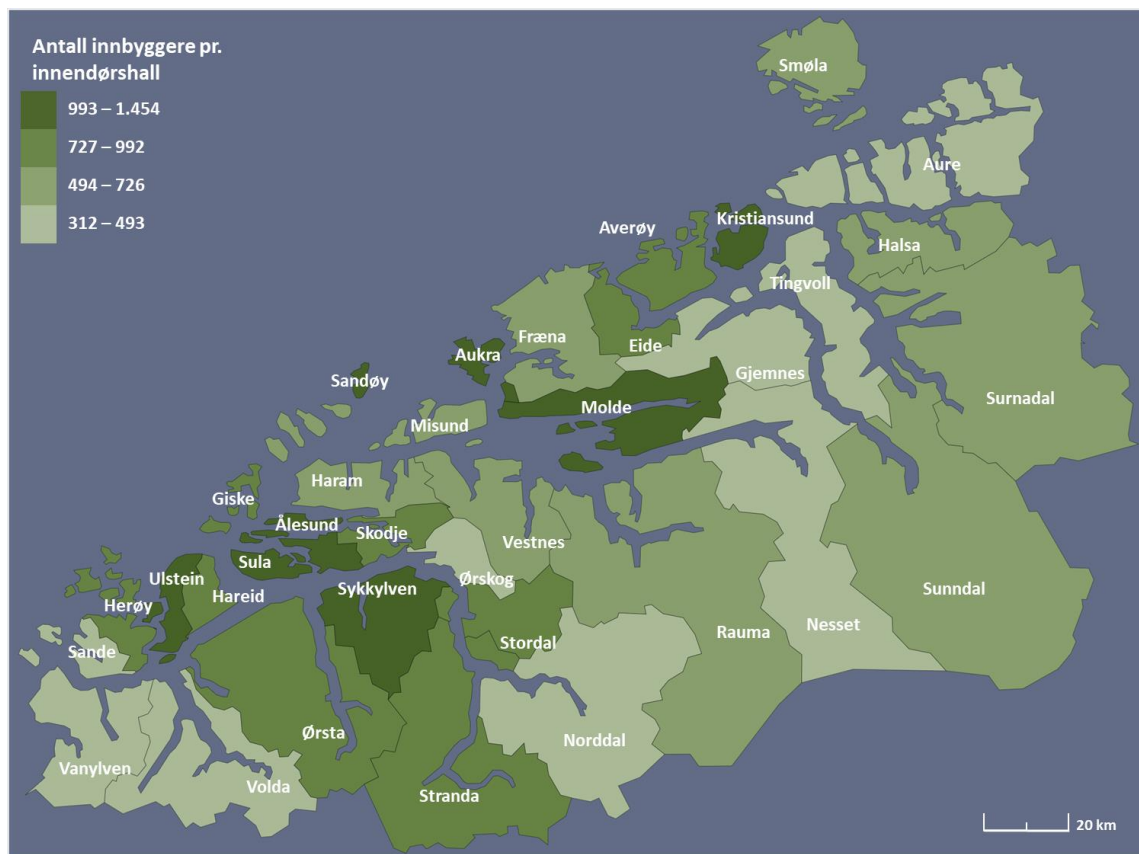 Antall innbyggere pr.
innendørshall
993 – 1.454
727 – 992
494 – 726
312 – 493
Smøla
Aure
Kristiansund
Averøy
Halsa
Tingvoll
Fræna
Eide
Aukra
Gjemnes
Sandøy
Molde
Surnadal
Misund
Haram
Giske
Ålesund
Skodje
Vestnes
Sula
Ulstein
Ørskog
Sykkylven
Hareid
Herøy
Sunndal
Nesset
Rauma
Stordal
Sande
Ørsta
Norddal
Vanylven
Volda
Stranda
20 km